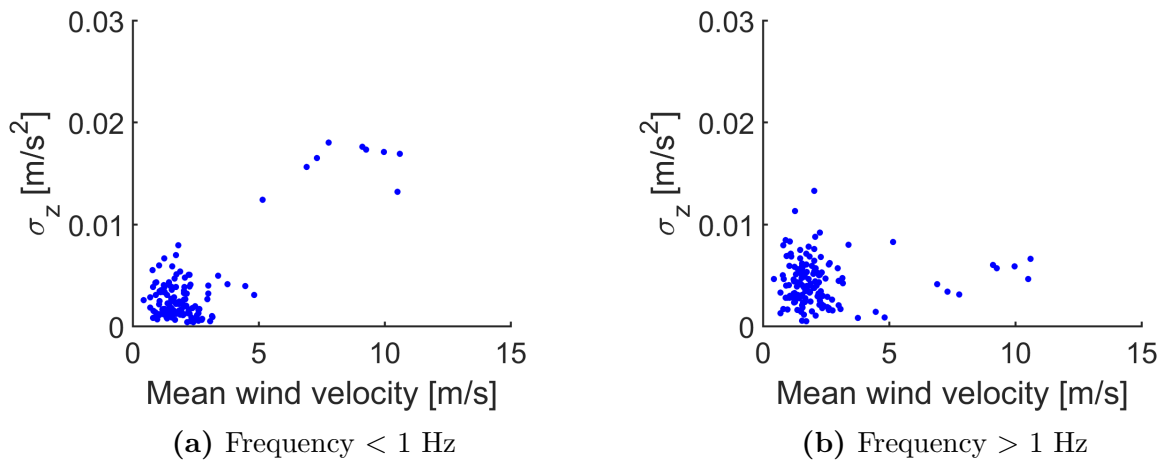 0.03
0.02
0.01
0
σz [m/s2]
0 5 10 15
Mean wind velocity [m/s]
(a) Frequency < 1 Hz
0.03
0.02
0.01
0
σz [m/s2]
0 5 10 15
Mean wind velocity [m/s]
(b) Frequency > 1 Hz